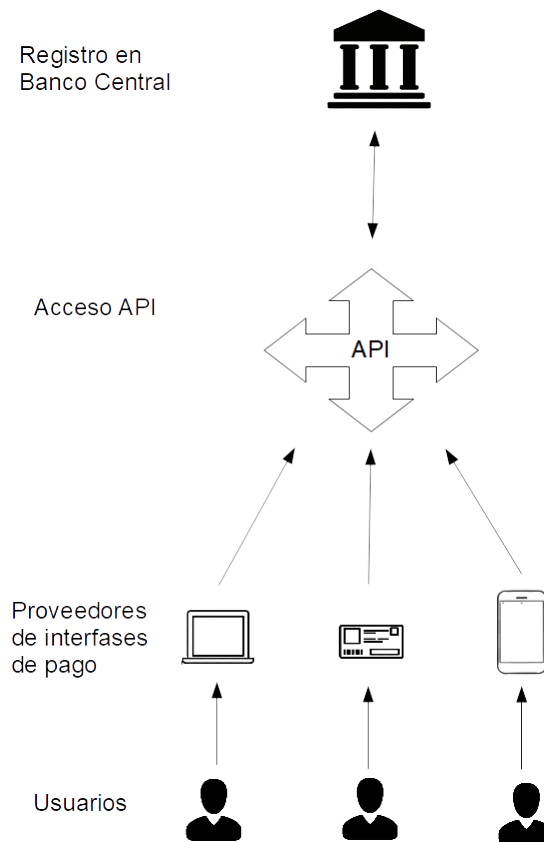 Registro en
Banco Central
Acceso API
API
Proveedores
de interfases
de pago
Usuarios